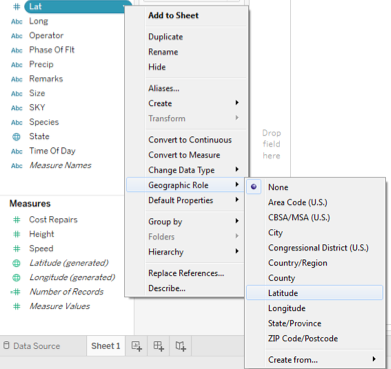 # Lat
Abc Long
Abc Operator
Abc Phase Of Flt
Abc Precip
Abc Remarks
Abc Size
Abc SKY
Abc Species
State
Abc Time Of Day
Abc Measure Names
Measures
# Cost Repairs
# Height
# Speed
Latitude (generated)
Longitude (generated)
=# Number of Records
# Measure Values
Data Source
Sheet 1
Add to Sheet
Duplicate
Rename
Hide
Aliases...
Create
Transform
Convert to Continuous
Convert to Measure
Change Data Type
Geographic Role
Default Properties
Group by
Folders
Hierarchy
Replace References...
Describe...
None
Area Code (U.S.)
CBSA/MSA (U.S.)
City
Congressional District (U.S.)
Country/Region
County
Latitude
Longitude
State/Province
ZIP Code/Postcode
Create from...
Drop
field
here